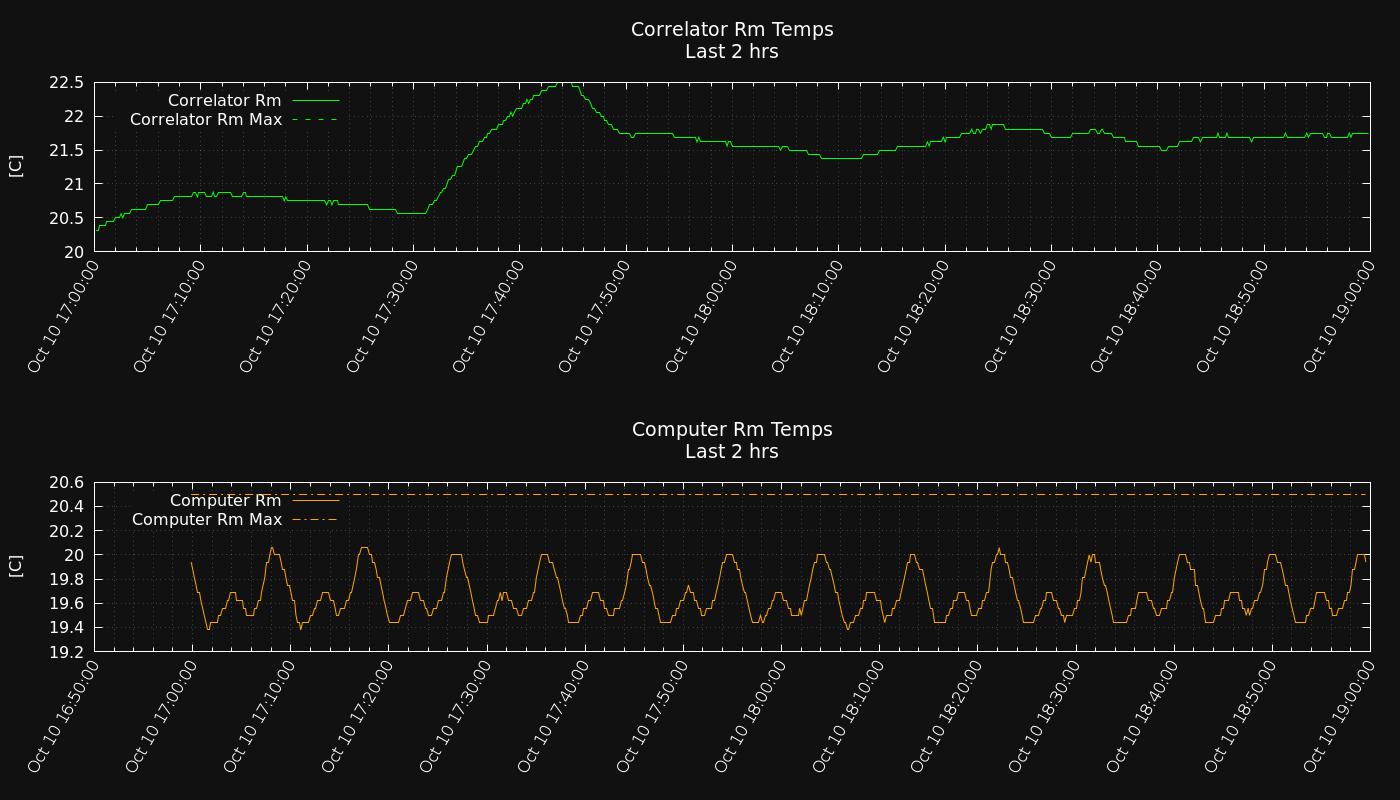 Correlator Rm Temps
Last 2 hrs
22.5
22
21.5
21
20.5
20
[C]
Correlator Rm
Correlator Rm Max
Oct 10 17:00:00
Oct 10 17:10:00
Oct 10 17:20:00
Oct 10 17:30:00
Oct 10 17:40:00
Oct 10 17:50:00
Oct 10 18:00:00
Oct 10 18:10:00
Oct 10 18:20:00
Oct 10 18:30:00
Oct 10 18:40:00
Oct 10 18:50:00
Oct 10 19:00:00
Computer Rm Temps
Last 2 hrs
20.6
20.4
20.2
20
19.8
19.6
19.4
19.2
[C]
Computer Rm
Computer Rm Max
Oct 10 16:50:00
Oct 10 17:00:00
Oct 10 17:10:00
Oct 10 17:20:00
Oct 10 17:30:00
Oct 10 17:40:00
Oct 10 17:50:00
Oct 10 18:00:00
Oct 10 18:10:00
Oct 10 18:20:00
Oct 10 18:30:00
Oct 10 18:40:00
Oct 10 18:50:00
Oct 10 19:00:00